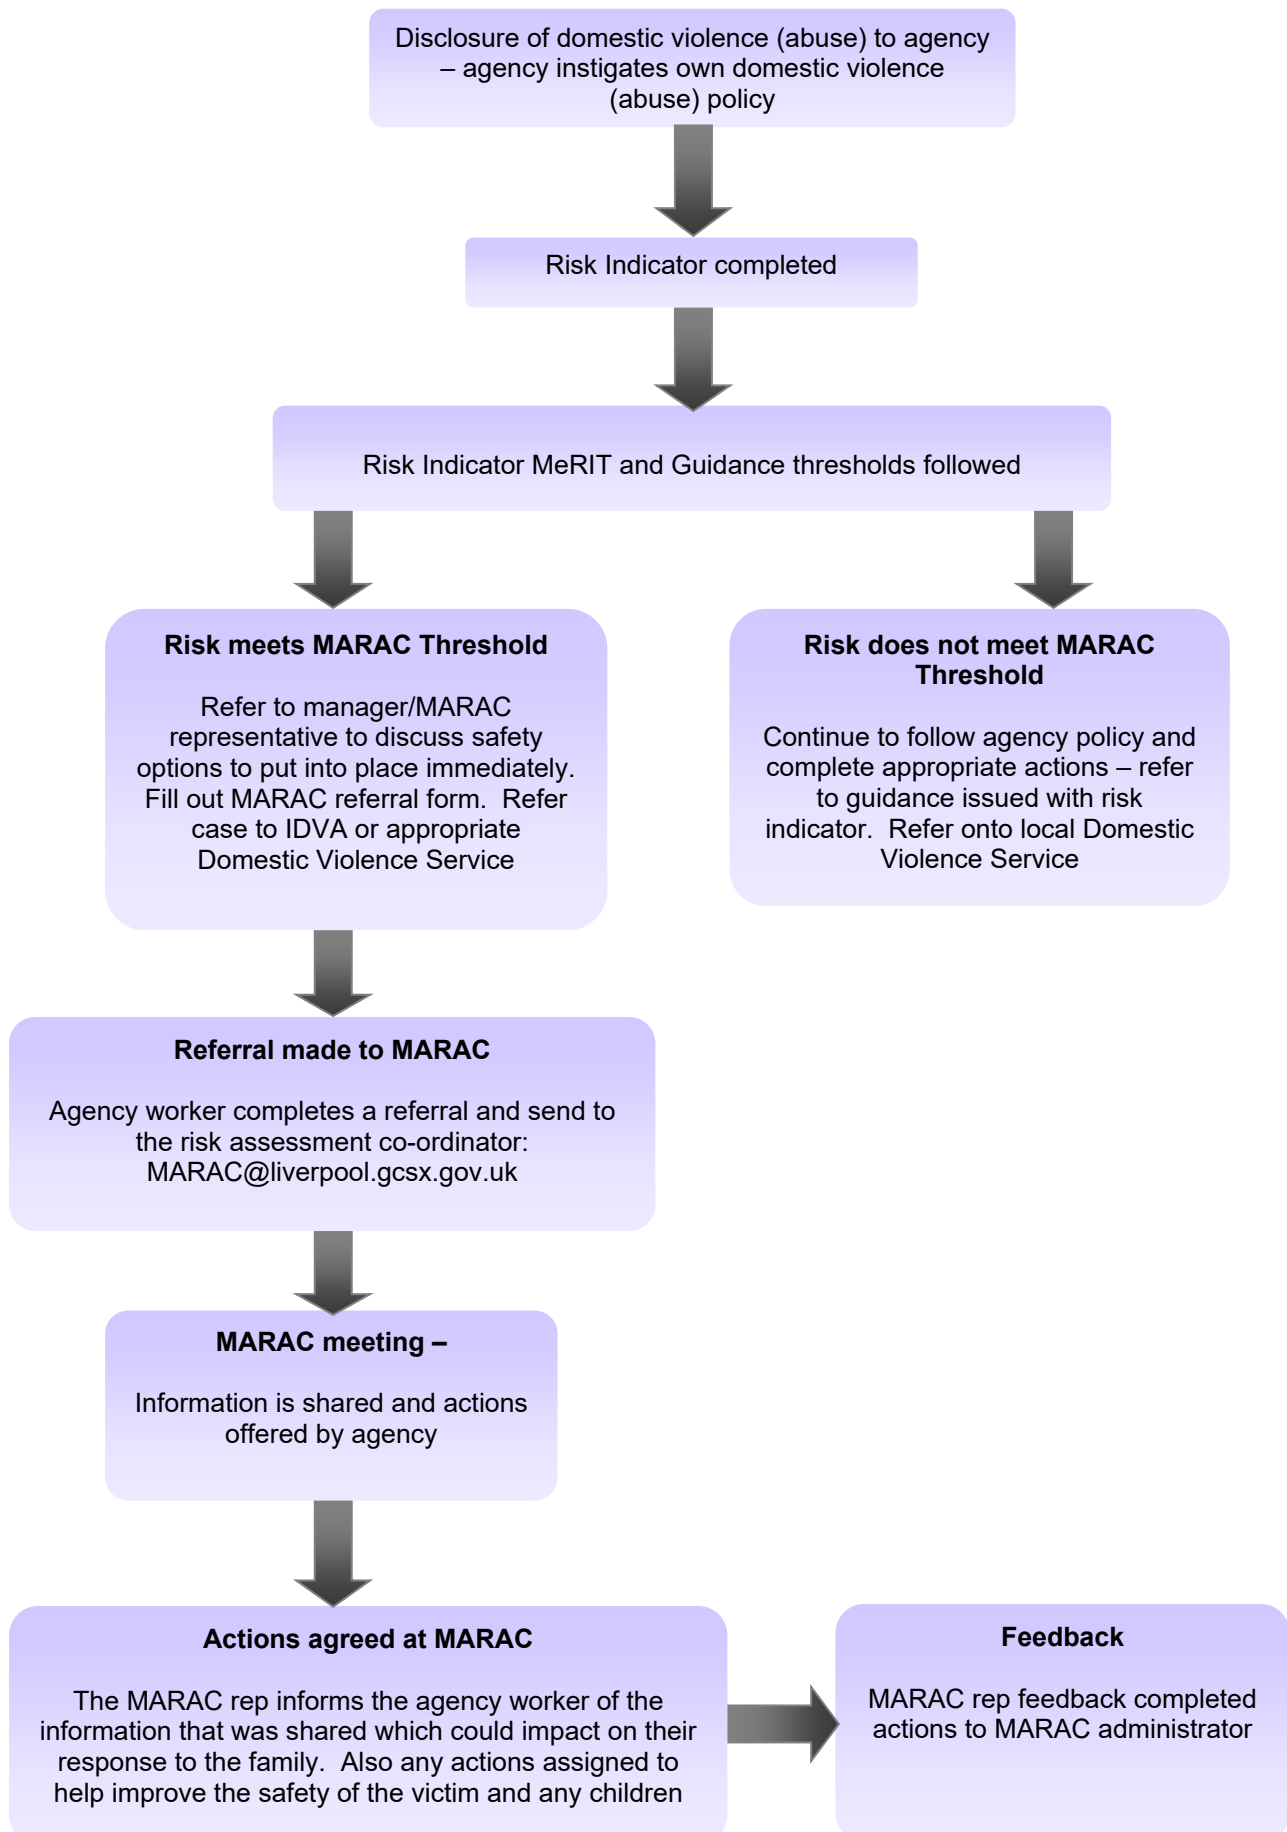 Disclosure of domestic violence (abuse) to agency
– agency instigates own domestic violence
(abuse) policy
Risk Indicator completed
Risk Indicator MeRIT and Guidance thresholds followed
Risk meets MARAC Threshold
Refer to manager/MARAC
representative to discuss safety
options to put into place immediately.
Fill out MARAC referral form.  Refer
case to IDVA or appropriate
Domestic Violence Service
Risk does not meet MARAC
Threshold
Continue to follow agency policy and
complete appropriate actions – refer
to guidance issued with risk
indicator.  Refer onto local Domestic
Violence Service
Referral made to MARAC
Agency worker completes a referral and send to
the risk assessment co-ordinator:
MARAC@liverpool.gcsx.gov.uk
MARAC meeting –
Information is shared and actions
offered by agency
Actions agreed at MARAC
The MARAC rep informs the agency worker of the
information that was shared which could impact on their
response to the family.  Also any actions assigned to
help improve the safety of the victim and any children
Feedback
MARAC rep feedback completed
actions to MARAC administrator